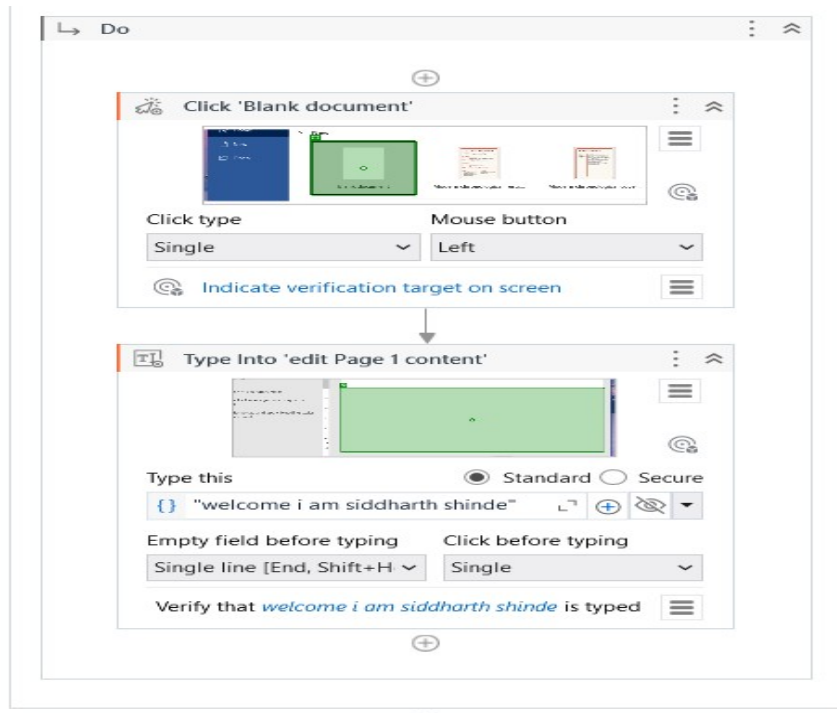 Do
Click 'Blank document'
Click type
Mouse button
Single
Left
Indicate verification target on screen
Type Into 'edit Page 1 content'
Type this
Standard
Secure
{} "welcome i am siddharth shinde"
Empty field before typing
Click before typing
Single line [End, Shift+H
Single
Verify that welcome i am siddharth shinde is typed